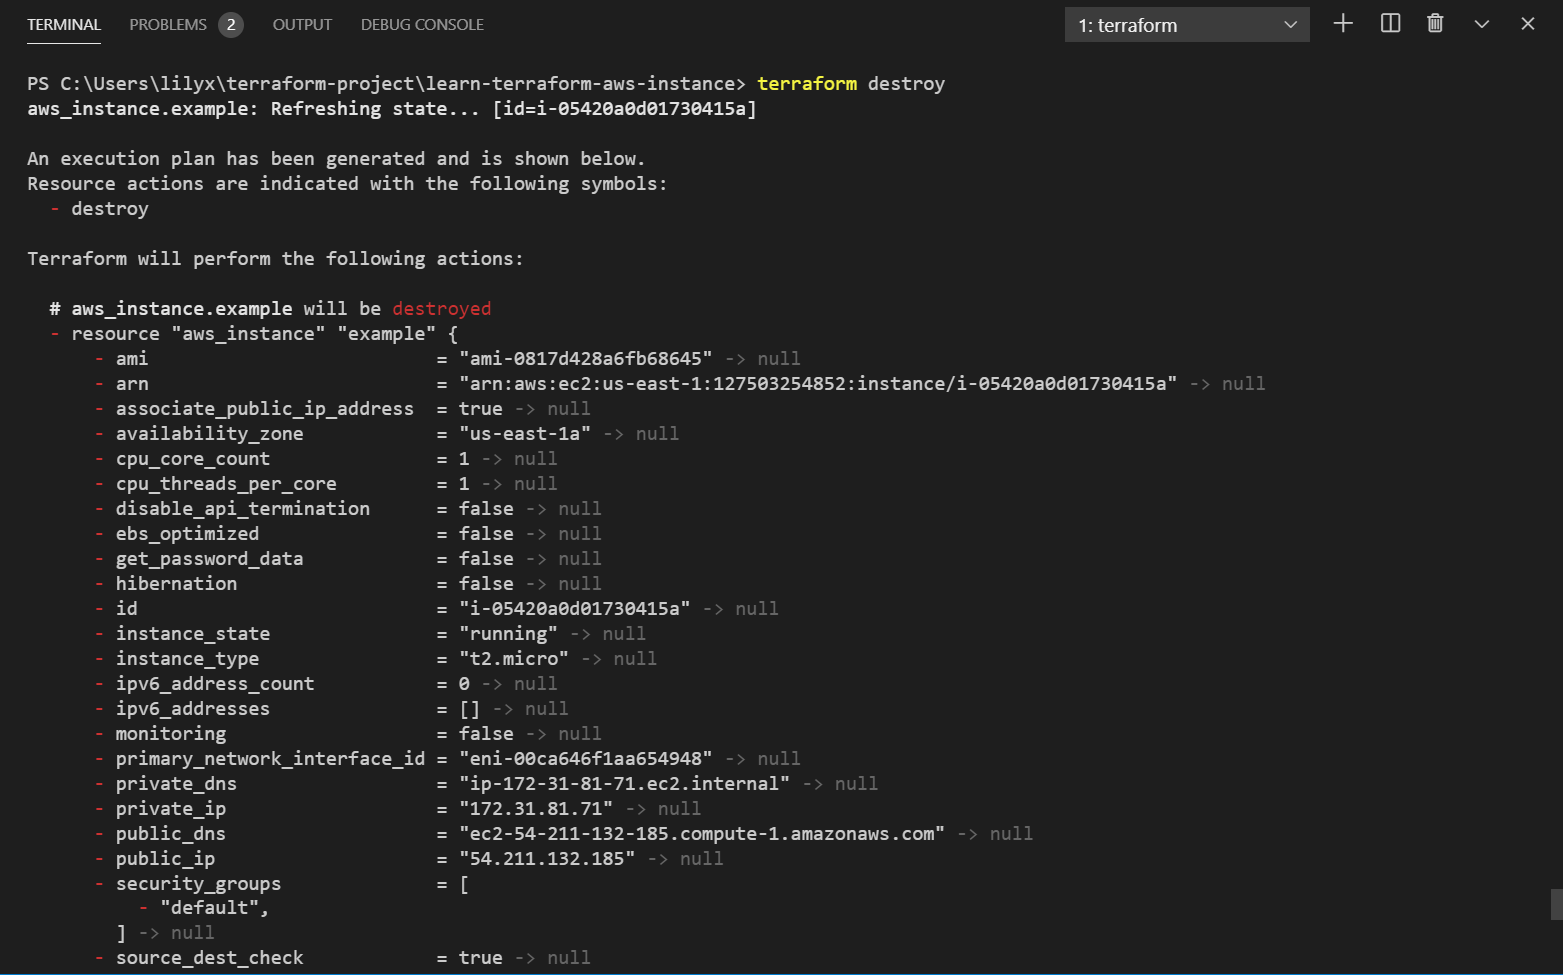 TERMINAL PROBLEMS 2 OUTPUT DEBUG CONSOLE 1: terraform
PS C:\Users\lilyx\terraform-project\learn-terraform-aws-instance> terraform destroy
aws_instance.example: Refreshing state... [id=i-05420a0d01730415a]
An execution plan has been generated and is shown below.
Resource actions are indicated with the following symbols:
  - destroy
Terraform will perform the following actions:
  # aws_instance.example will be destroyed
  - resource "aws_instance" "example" {
      - ami                          = "ami-0817d428a6fb68645" -> null
      - arn                          = "arn:aws:ec2:us-east-1:127503254852:instance/i-05420a0d01730415a" -> null
      - associate_public_ip_address  = true -> null
      - availability_zone            = "us-east-1a" -> null
      - cpu_core_count               = 1 -> null
      - cpu_threads_per_core         = 1 -> null
      - disable_api_termination      = false -> null
      - ebs_optimized                = false -> null
      - get_password_data            = false -> null
      - hibernation                  = false -> null
      - id                           = "i-05420a0d01730415a" -> null
      - instance_state               = "running" -> null
      - instance_type                = "t2.micro" -> null
      - ipv6_address_count           = 0 -> null
      - ipv6_addresses               = [] -> null
      - monitoring                   = false -> null
      - primary_network_interface_id = "eni-00ca646f1aa654948" -> null
      - private_dns                  = "ip-172-31-81-71.ec2.internal" -> null
      - private_ip                   = "172.31.81.71" -> null
      - public_dns                   = "ec2-54-211-132-185.compute-1.amazonaws.com" -> null
      - public_ip                    = "54.211.132.185" -> null
      - security_groups              = [
          - "default",
        ] -> null
      - source_dest_check            = true -> null